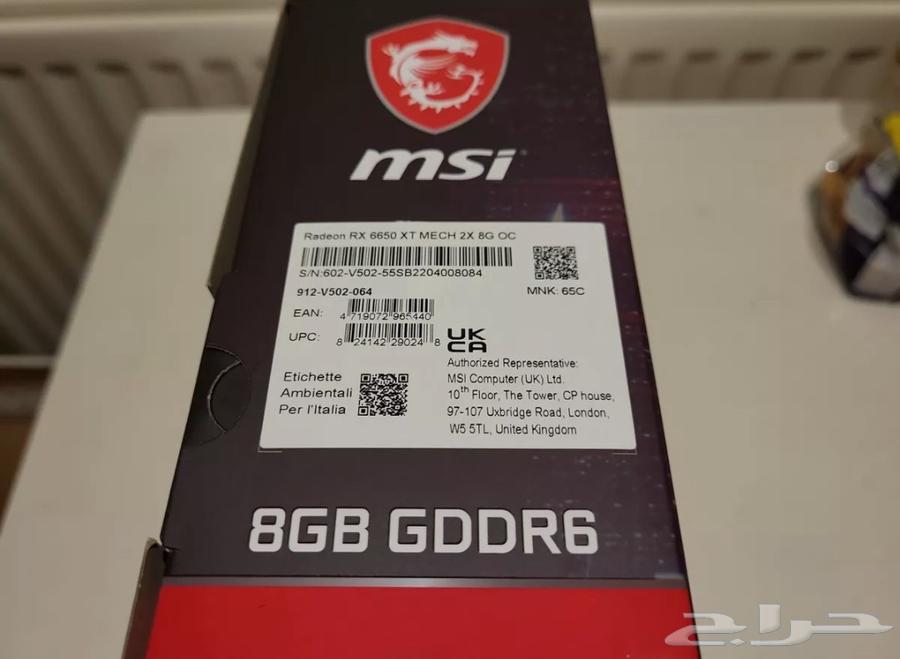 msi
Radeon RX 6650 XT MECH 2X 8G OC
S/N:602-V502-55SB2204008084
912-V502-064
MNK: 65C
EAN:
4 719072 965440
UPC:
8 24142 29024 8
UK
CA
Authorized Representative:
MSI Computer (UK) Ltd.
10th Floor, The Tower, CP house,
97-107 Uxbridge Road, London,
W5 5TL, United Kingdom
Etichette
Ambientali
Per l'Italia
8GB GDDR6
حراج